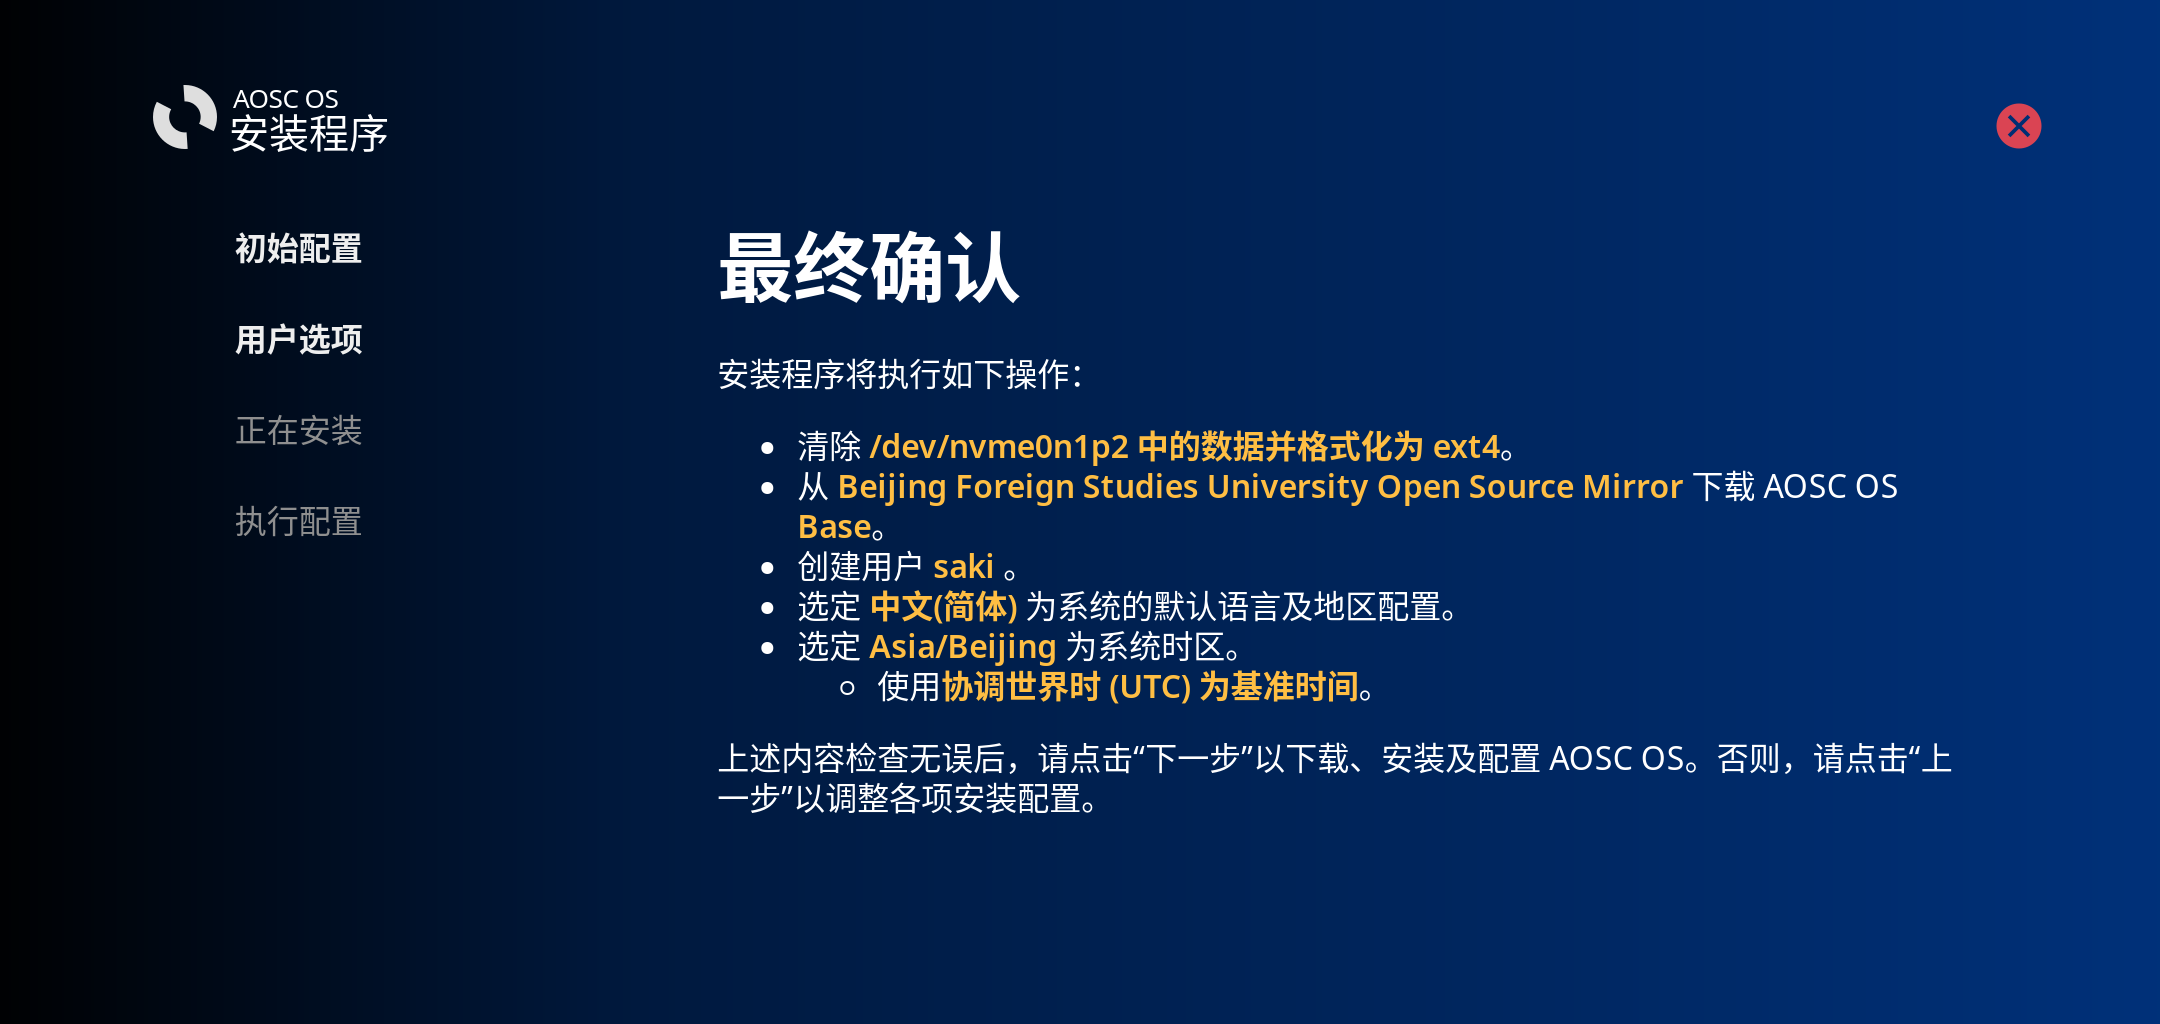 AOSC OS
安装程序
初始配置
用户选项
正在安装
执行配置
最终确认
安装程序将执行如下操作：
清除 /dev/nvme0n1p2 中的数据并格式化为 ext4。
从 Beijing Foreign Studies University Open Source Mirror 下载 AOSC OS
Base。
创建用户 saki 。
选定 中文(简体) 为系统的默认语言及地区配置。
选定 Asia/Beijing 为系统时区。
使用协调世界时 (UTC) 为基准时间。
上述内容检查无误后，请点击“下一步”以下载、安装及配置 AOSC OS。否则，请点击“上
一步”以调整各项安装配置。